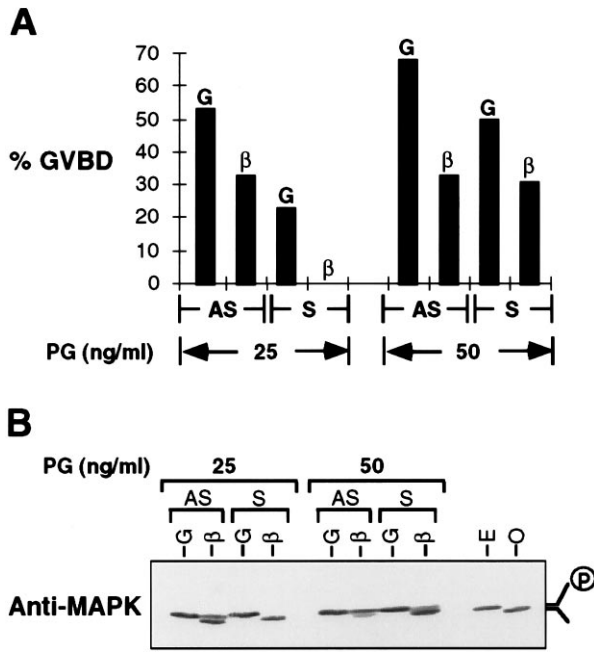 A
% GVBD
70
60
50
40
30
20
10
0
G β G β G β G β
AS S AS S
PG (ng/ml) 25 50
B
PG (ng/ml) 25 50
AS S AS S
-G -β -G -β -G -β -G -β -E -O
Anti-MAPK P